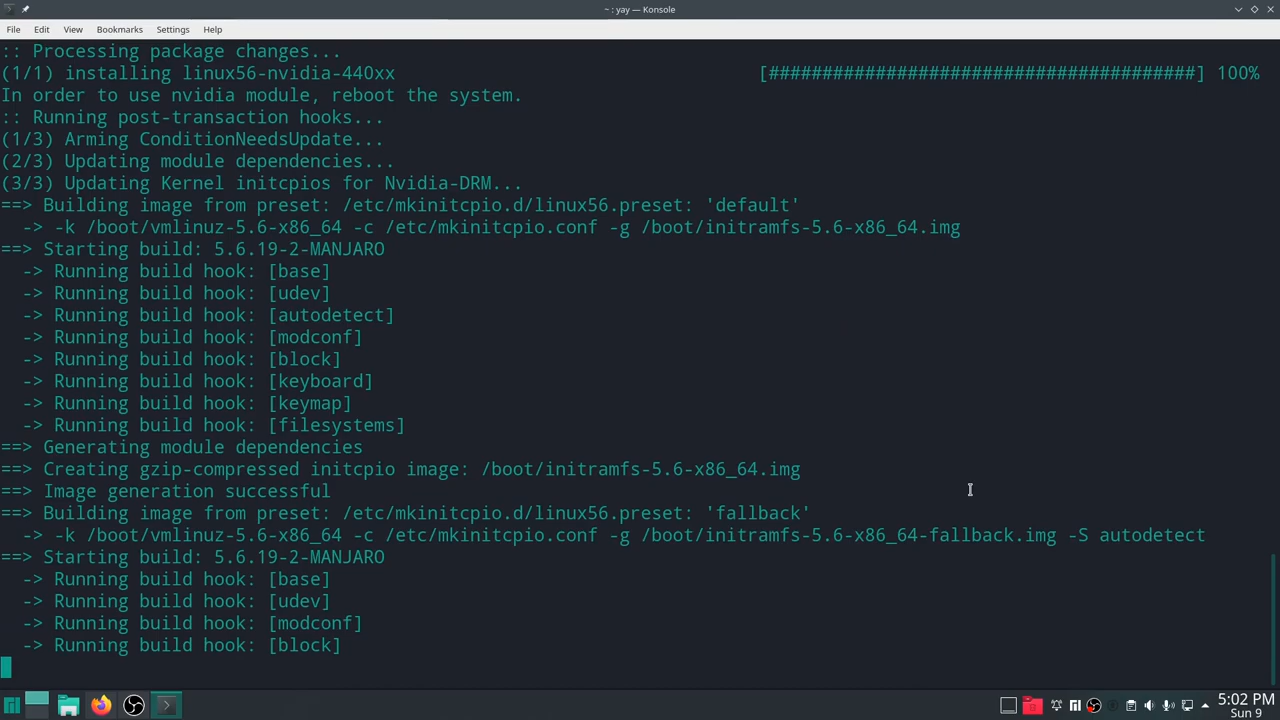 ~ : yay — Konsole
File Edit View Bookmarks Settings Help
:: Processing package changes...
(1/1) installing linux56-nvidia-440xx [########################################] 100%
In order to use nvidia module, reboot the system.
:: Running post-transaction hooks...
(1/3) Arming ConditionNeedsUpdate...
(2/3) Updating module dependencies...
(3/3) Updating Kernel initcpios for Nvidia-DRM...
==> Building image from preset: /etc/mkinitcpio.d/linux56.preset: 'default'
-> -k /boot/vmlinuz-5.6-x86_64 -c /etc/mkinitcpio.conf -g /boot/initramfs-5.6-x86_64.img
==> Starting build: 5.6.19-2-MANJARO
-> Running build hook: [base]
-> Running build hook: [udev]
-> Running build hook: [autodetect]
-> Running build hook: [modconf]
-> Running build hook: [block]
-> Running build hook: [keyboard]
-> Running build hook: [keymap]
-> Running build hook: [filesystems]
==> Generating module dependencies
==> Creating gzip-compressed initcpio image: /boot/initramfs-5.6-x86_64.img
==> Image generation successful
==> Building image from preset: /etc/mkinitcpio.d/linux56.preset: 'fallback'
-> -k /boot/vmlinuz-5.6-x86_64 -c /etc/mkinitcpio.conf -g /boot/initramfs-5.6-x86_64-fallback.img -S autodetect
==> Starting build: 5.6.19-2-MANJARO
-> Running build hook: [base]
-> Running build hook: [udev]
-> Running build hook: [modconf]
-> Running build hook: [block]
5:02 PM
Sun 9